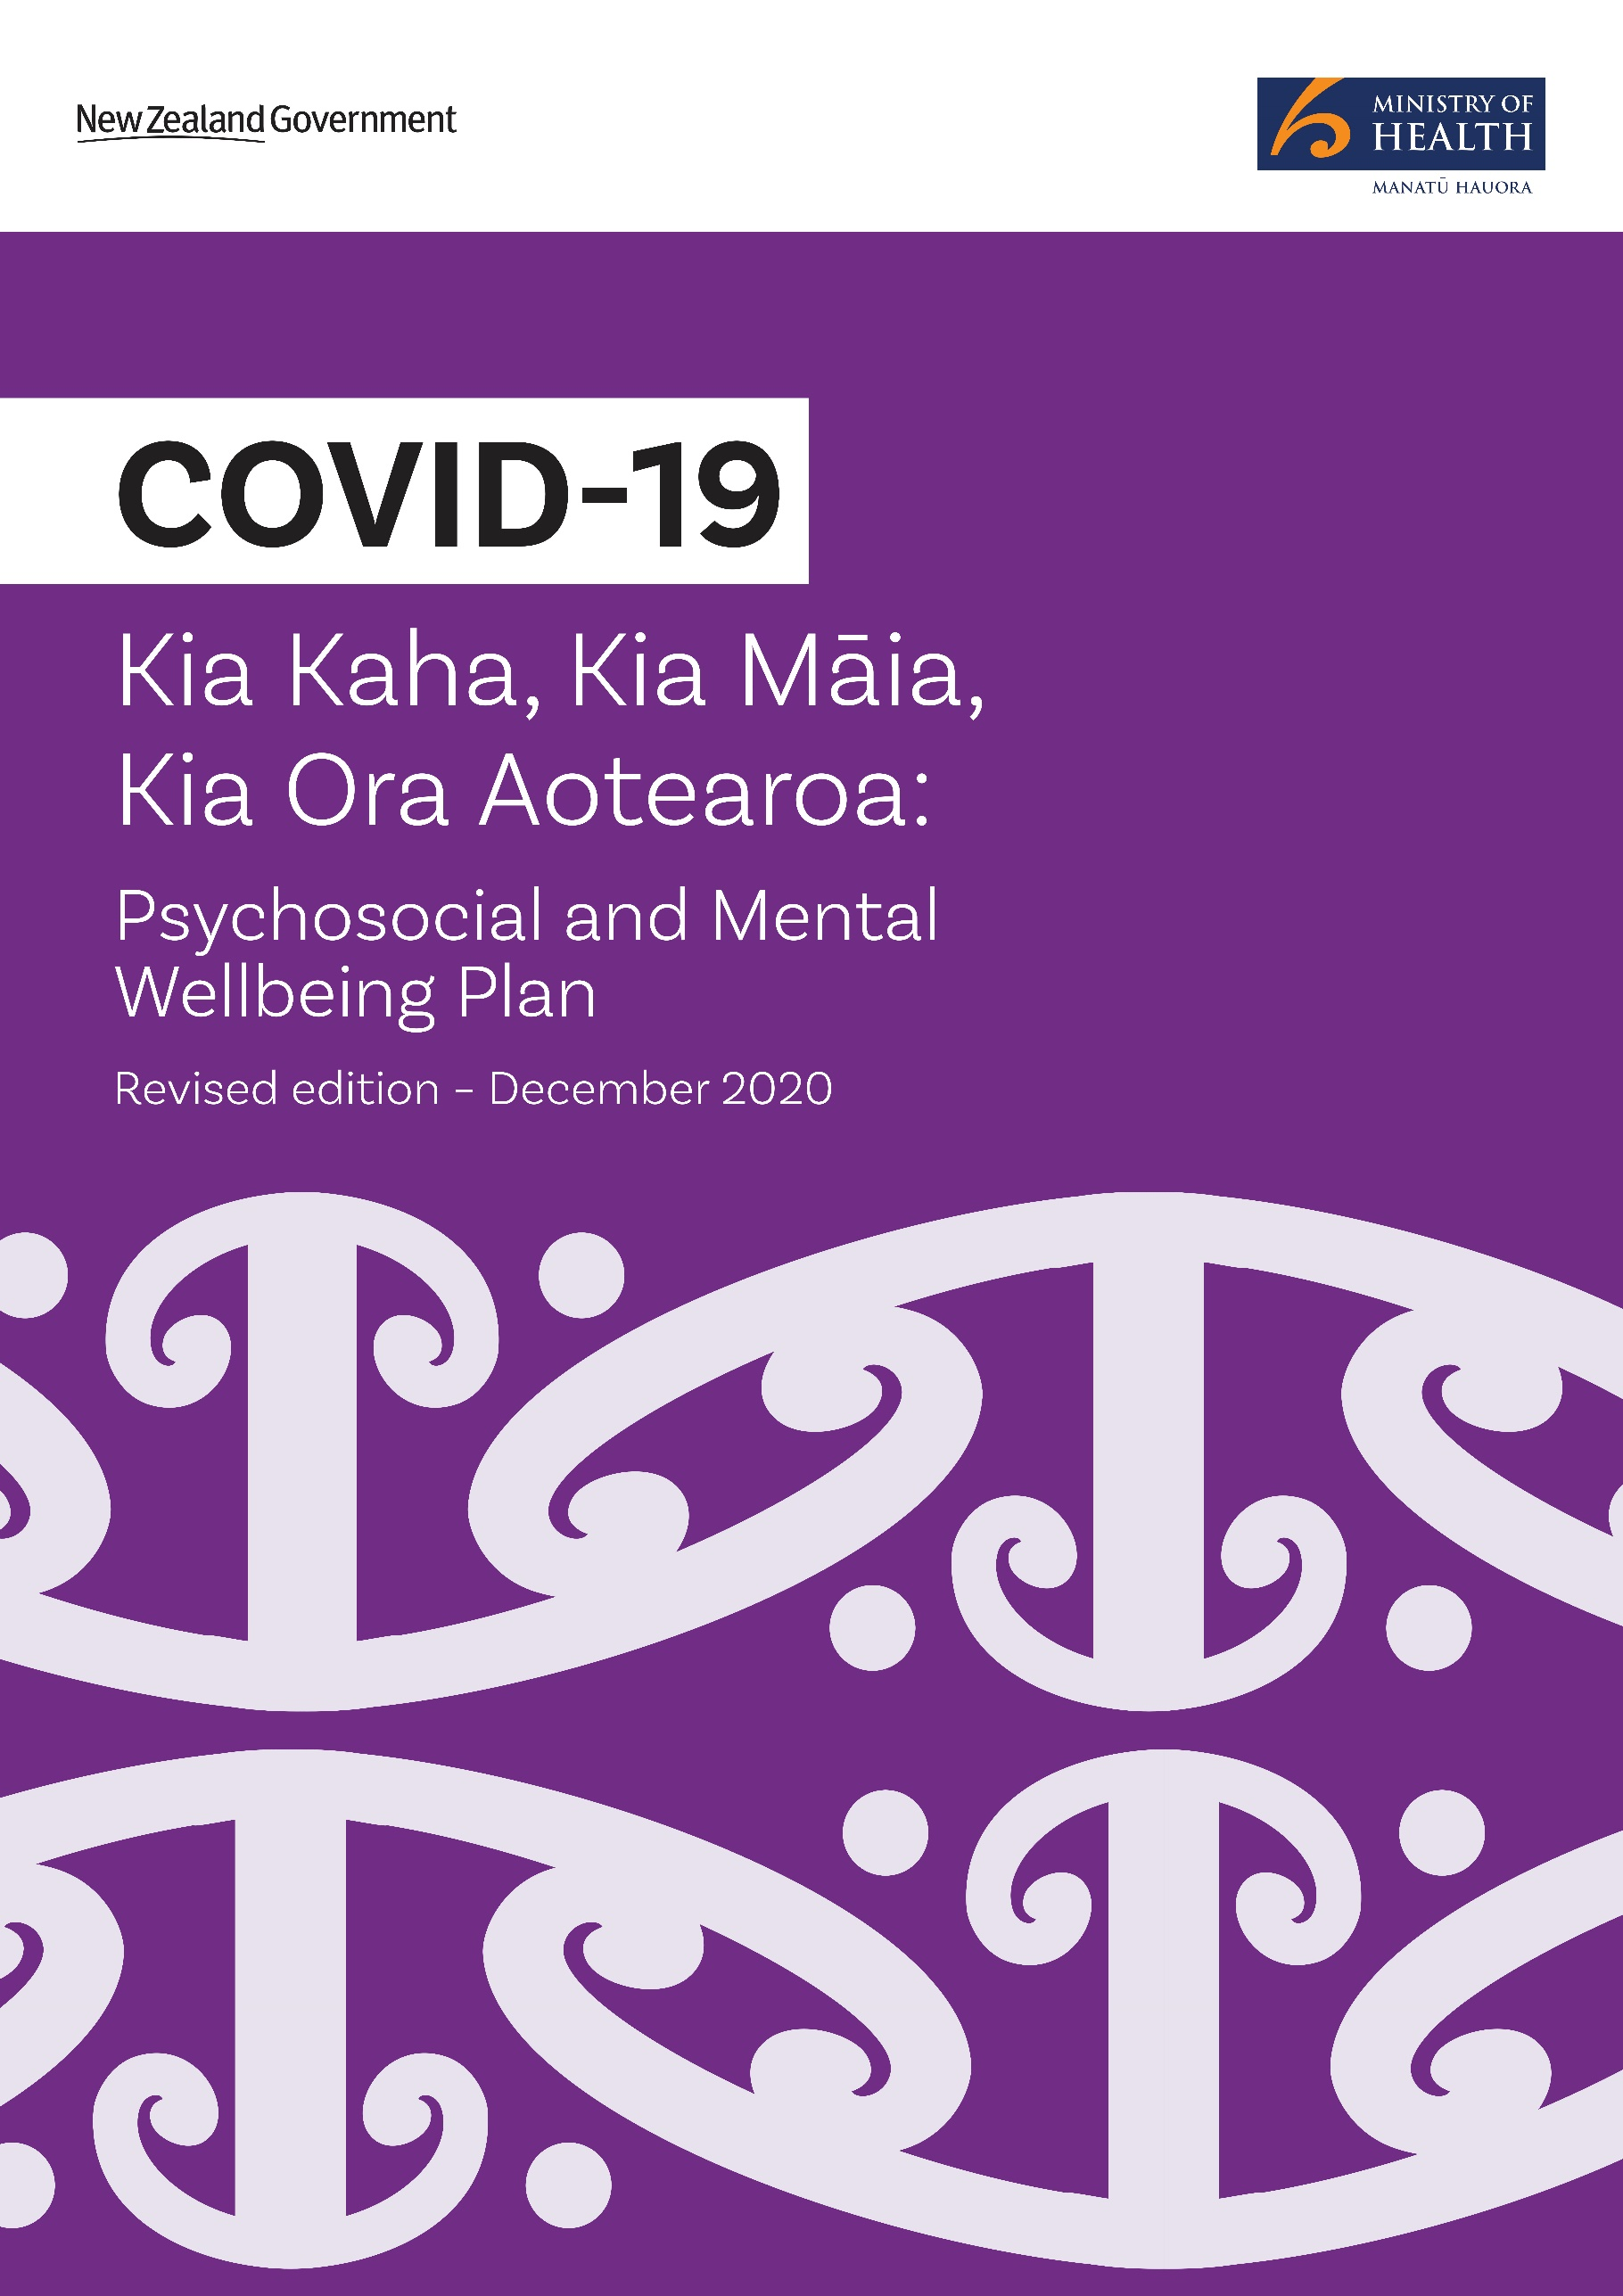 New Zealand Government
MINISTRY OF
HEALTH
MANATŪ HAUORA
COVID-19
Kia Kaha, Kia Māia,
Kia Ora Aotearoa:
Psychosocial and Mental
Wellbeing Plan
Revised edition – December 2020